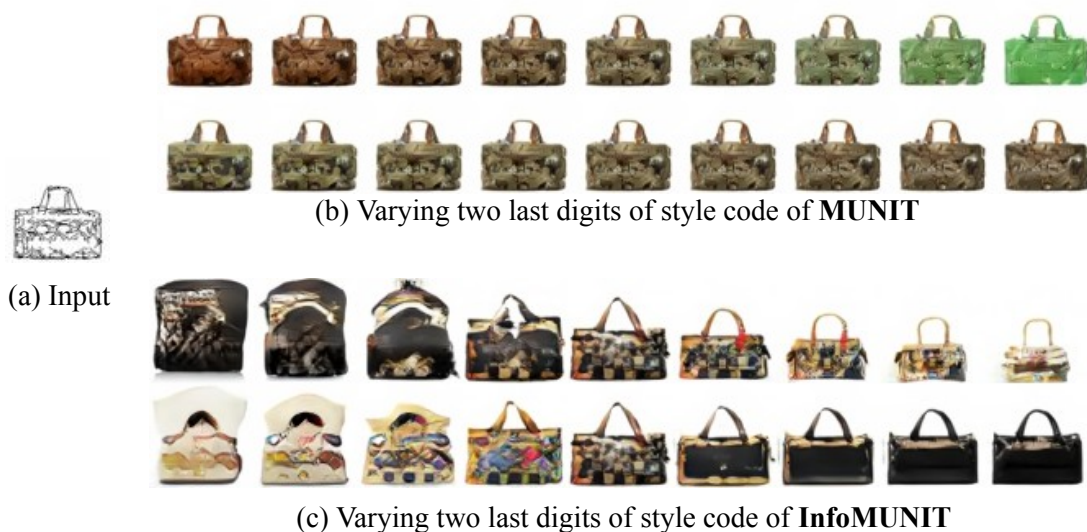 (b) Varying two last digits of style code of MUNIT
(a) Input
(c) Varying two last digits of style code of InfoMUNIT